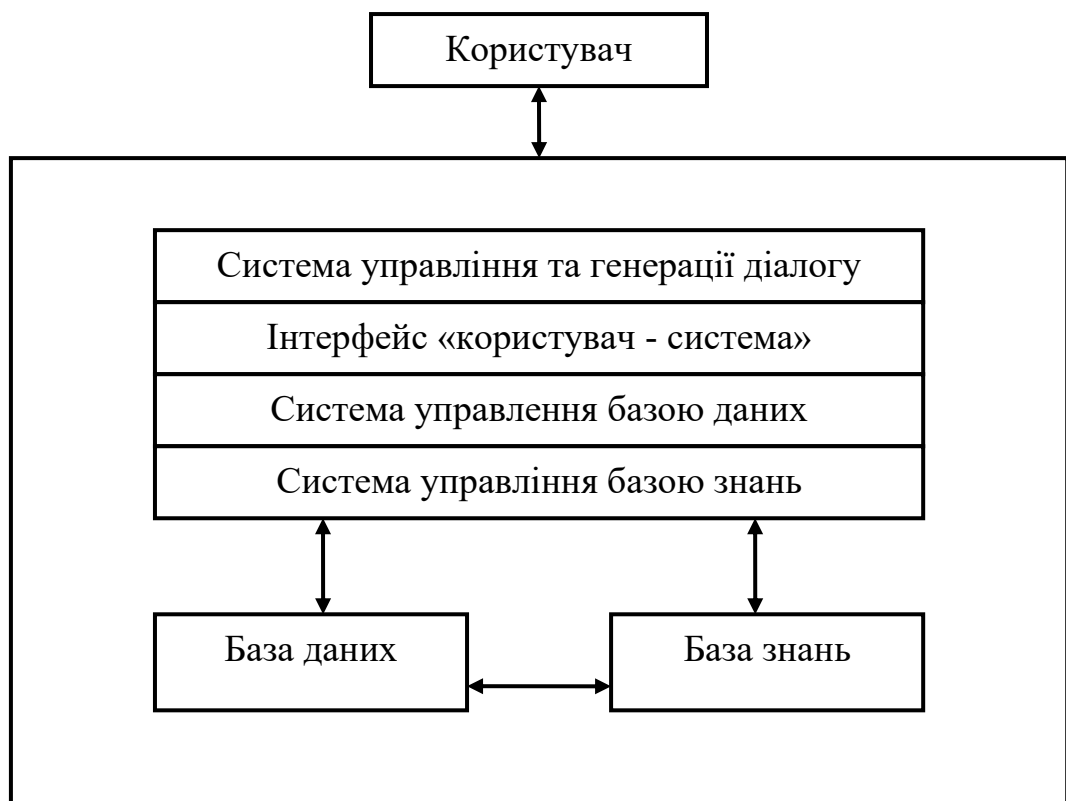 Користувач
Система управління та генерації діалогу
Інтерфейс «користувач - система»
Система управлення базою даних
Система управління базою знань
База даних
База знань